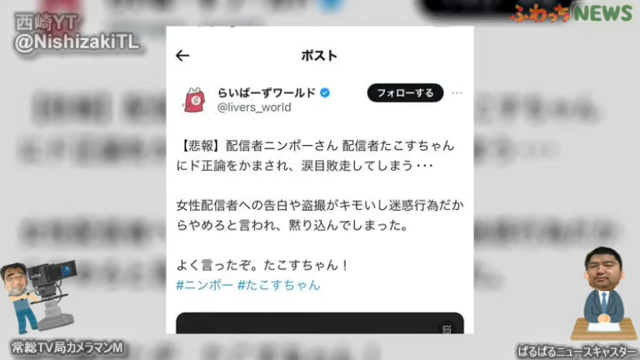 西崎YT
@NishizakiTL
ふわっちNEWS
ポスト
らいばーずワールド
@livers_world
フォローする
【悲報】配信者ニンポーさん 配信者たこすちゃん
にド正論をかまされ、涙目敗走してしまう･･･
女性配信者への告白や盗撮がキモいし迷惑行為だか
らやめろと言われ、黙り込んでしまった。
よく言ったぞ。たこすちゃん！
#ニンポー #たこすちゃん
常総TV局カメラマンM
ぱるぱるニュースキャスター